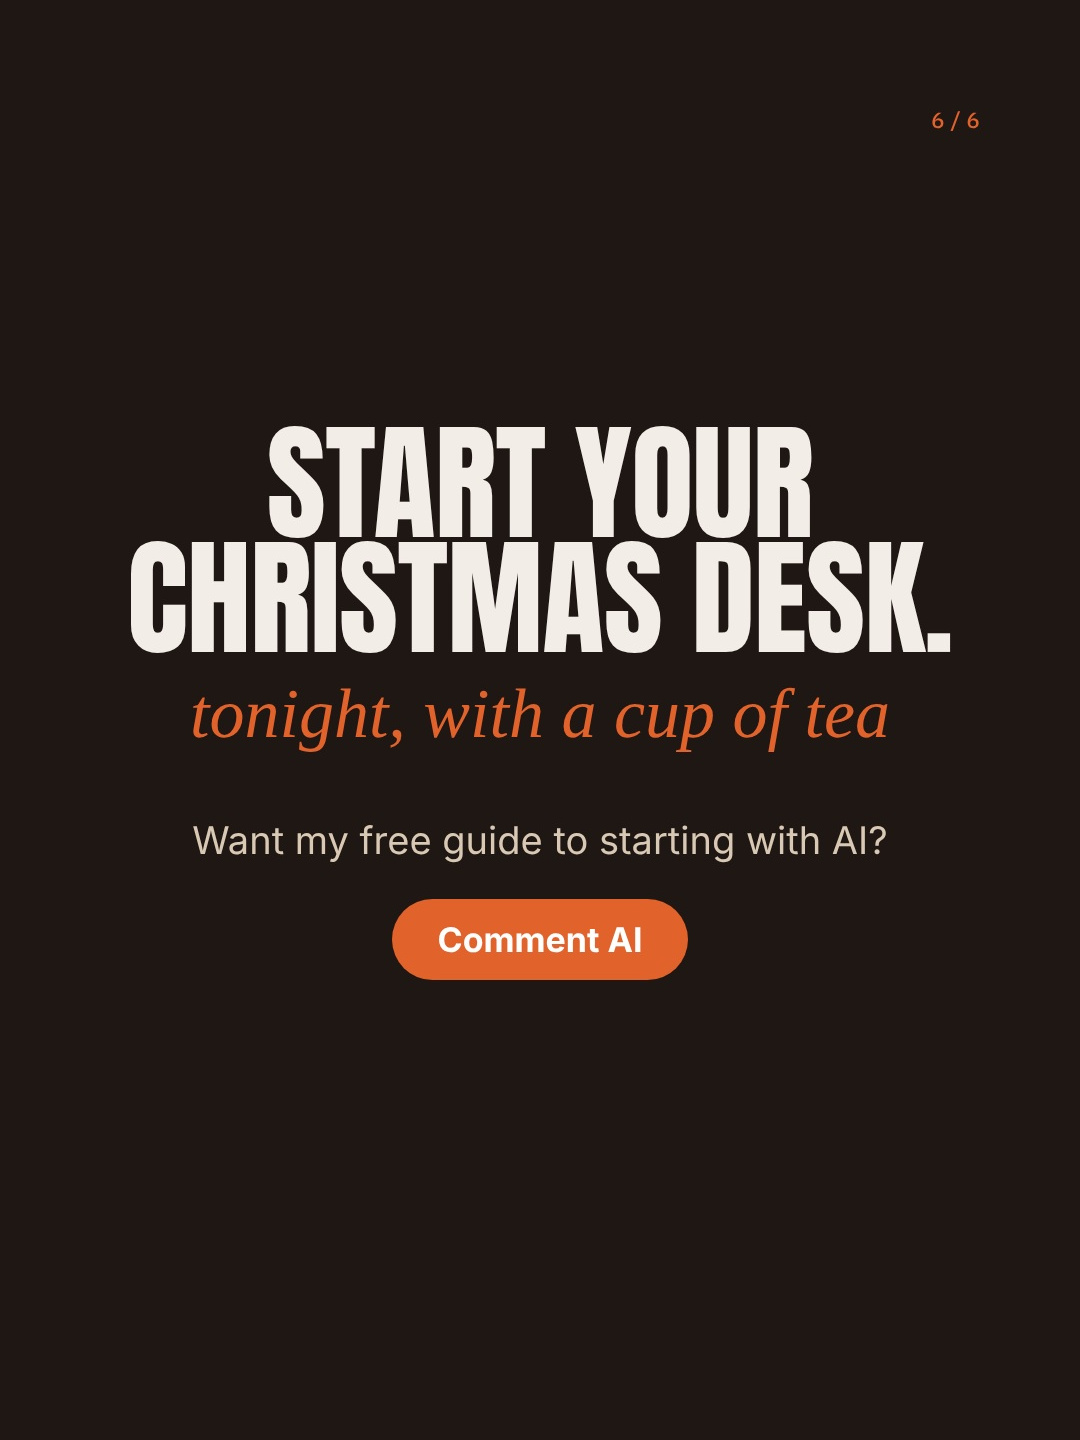 6 / 6
START YOUR
CHRISTMAS DESK.
tonight, with a cup of tea
Want my free guide to starting with AI?
Comment AI